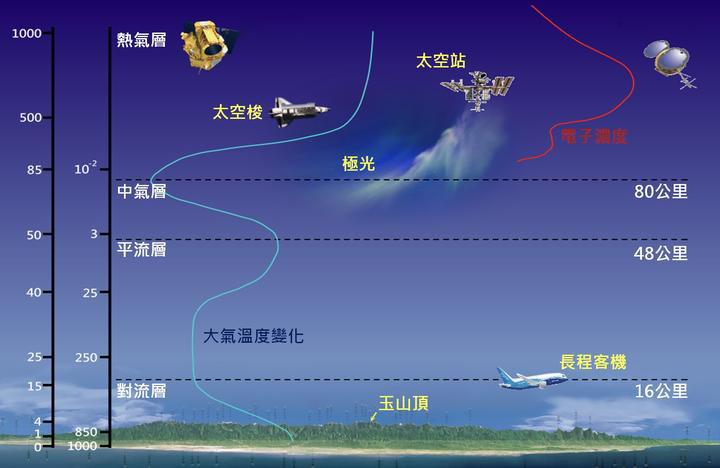 1000
熱氣層
太空站
太空梭
500
電子濃度
極光
85
10-2
中氣層
80公里
50
3
平流層
48公里
40
25
大氣溫度變化
25
250
長程客機
15
對流層
16公里
玉山頂
4
850
1
0
1000